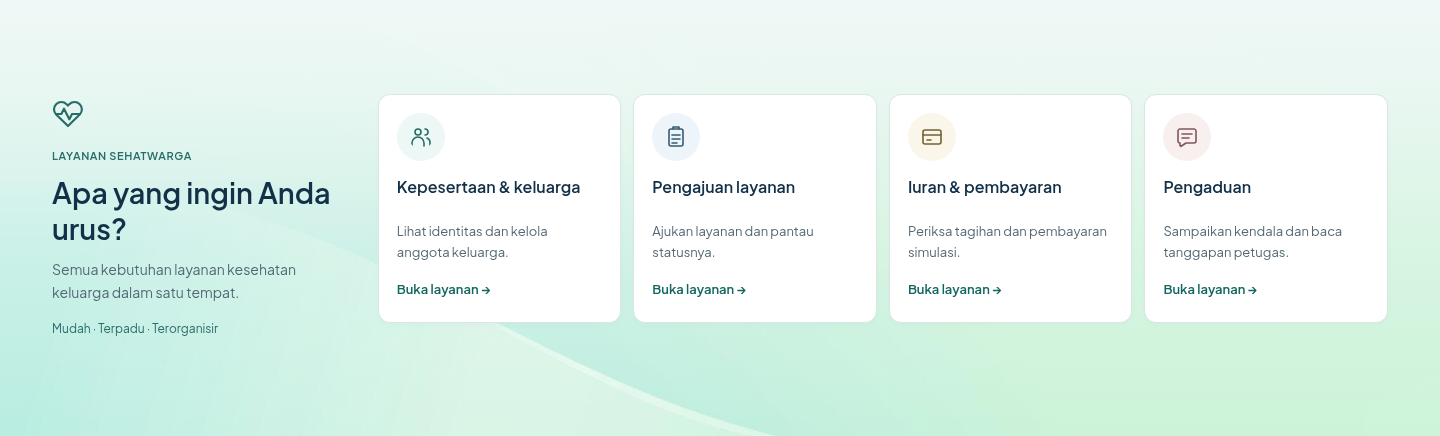 LAYANAN SEHATWARGA
Apa yang ingin Anda
urus?
Semua kebutuhan layanan kesehatan
keluarga dalam satu tempat.
Mudah · Terpadu · Terorganisir
Kepesertaan & keluarga
Lihat identitas dan kelola
anggota keluarga.
Buka layanan →
Pengajuan layanan
Ajukan layanan dan pantau
statusnya.
Buka layanan →
Iuran & pembayaran
Periksa tagihan dan pembayaran
simulasi.
Buka layanan →
Pengaduan
Sampaikan kendala dan baca
tanggapan petugas.
Buka layanan →